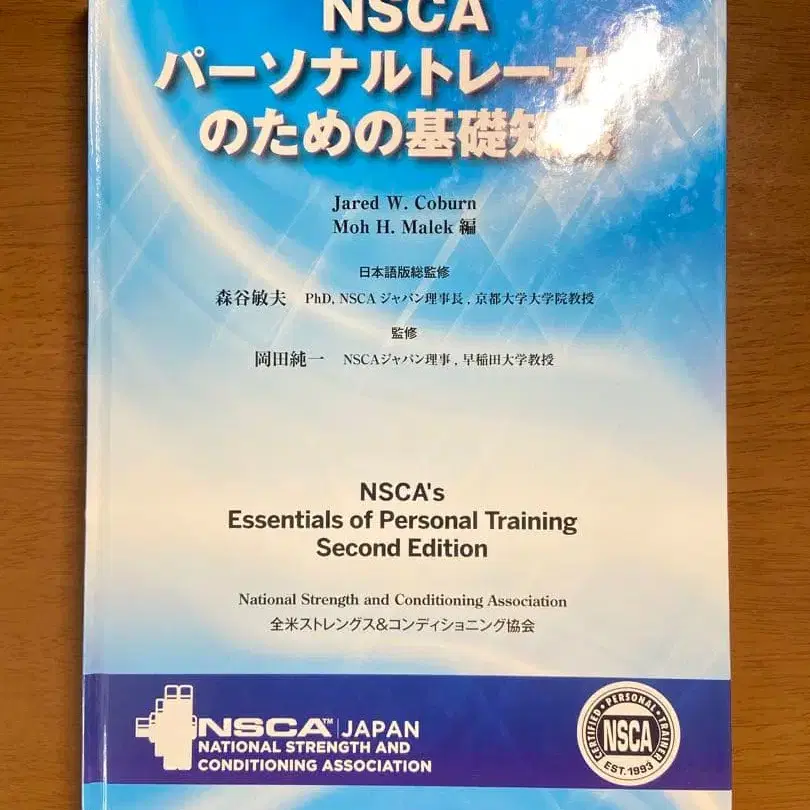 NSCA
パーソナルトレーナー
のための基礎知識
Jared W. Coburn
Moh H. Malek 編
日本語版総監修
森谷敏夫 PhD, NSCA ジャパン理事長 , 京都大学大学院教授
監修
岡田純一 NSCAジャパン理事 , 早稲田大学教授
NSCA's
Essentials of Personal Training
Second Edition
National Strength and Conditioning Association
全米ストレングス&コンディショニング協会
NSCA™ JAPAN
NATIONAL STRENGTH AND
CONDITIONING ASSOCIATION
CERTIFIED • PERSONAL • TRAINER
NSCA
EST. 1993